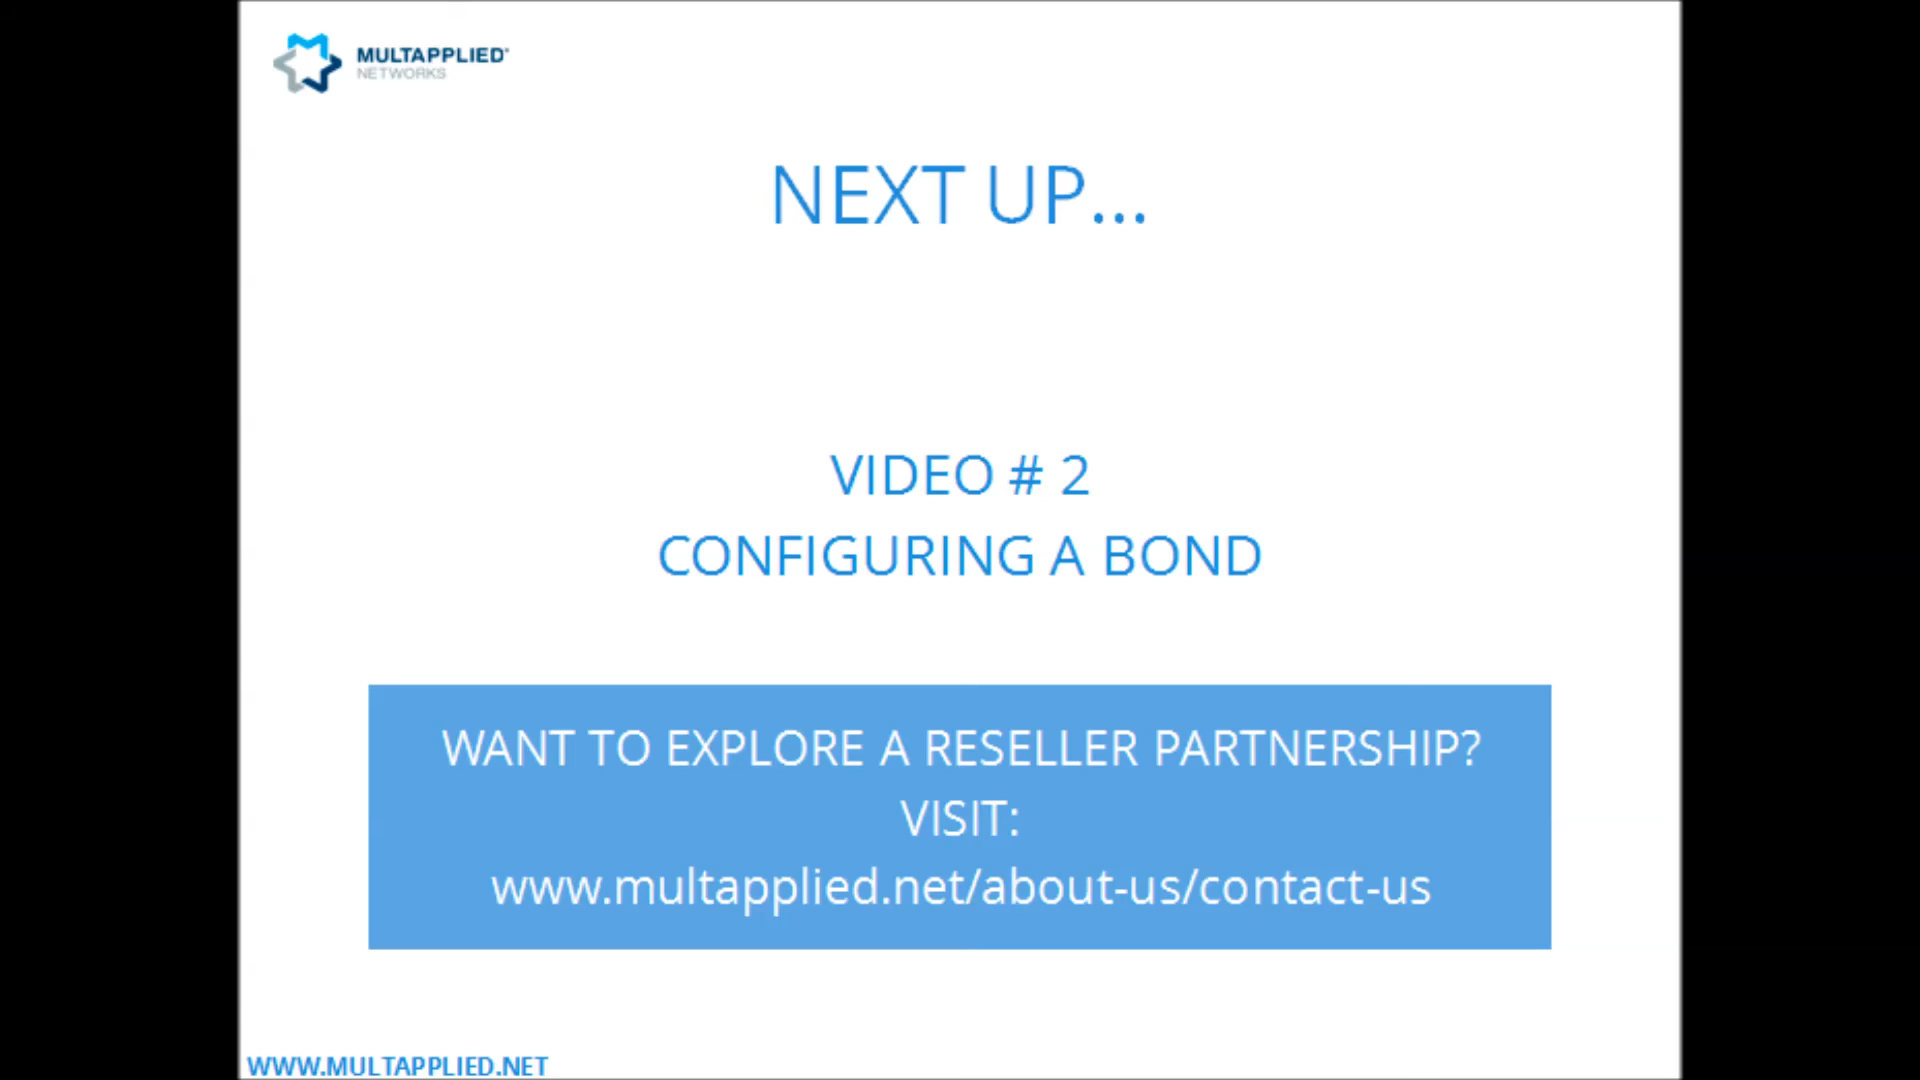 MULTAPPLIED®
NETWORKS
NEXT UP...
VIDEO # 2
CONFIGURING A BOND
WANT TO EXPLORE A RESELLER PARTNERSHIP?
VISIT:
www.multapplied.net/about-us/contact-us
WWW.MULTAPPLIED.NET